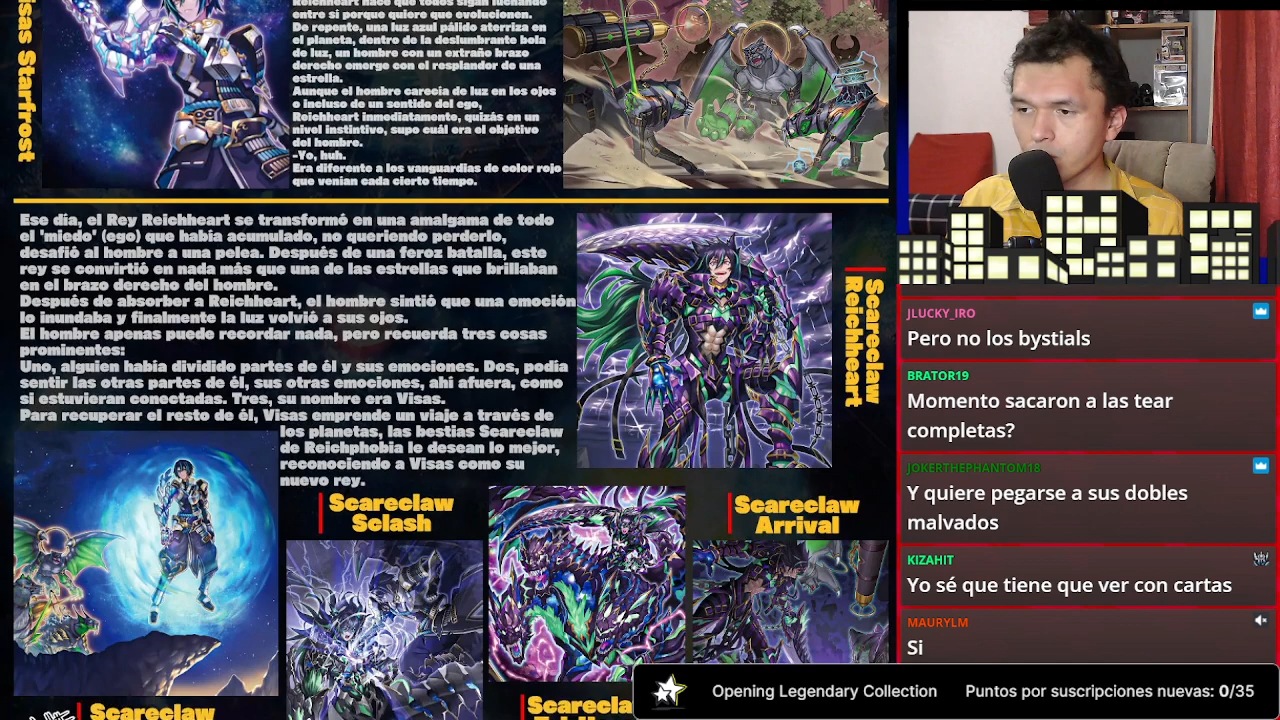 isas Starfrost
Reichheart hace que todos sigan luchando
entre sí porque quiere que evolucionen.
De repente, una luz azul pálido aterriza en
el planeta, dentro de la deslumbrante bola
de luz, un hombre con un extraño brazo
derecho emerge con el resplandor de una
estrella.
Aunque el hombre carecía de luz en los ojos
o incluso de un sentido del ego,
Reichheart inmediatamente, quizás en un
nivel instintivo, supo cuál era el objetivo
del hombre.
-Yo, huh.
Era diferente a los vanguardias de color rojo
que venían cada cierto tiempo.
Ese día, el Rey Reichheart se transformó en una amalgama de todo
el 'miedo' (ego) que había acumulado, no queriendo perderlo,
desafió al hombre a una pelea. Después de una feroz batalla, este
rey se convirtió en nada más que una de las estrellas que brillaban
en el brazo derecho del hombre.
Después de absorber a Reichheart, el hombre sintió que una emoción
lo inundaba y finalmente la luz volvió a sus ojos.
El hombre apenas puede recordar nada, pero recuerda tres cosas
prominentes:
Uno, alguien había dividido partes de él y sus emociones. Dos, podía
sentir las otras partes de él, sus otras emociones, ahí afuera, como
si estuvieran conectadas. Tres, su nombre era Visas.
Para recuperar el resto de él, Visas emprende un viaje a través de
los planetas, las bestias Scareclaw
de Reichphobia le desean lo mejor,
reconociendo a Visas como su
nuevo rey.
Scareclaw
Reichheart
Scareclaw
Sclash
Scareclaw
Arrival
Scareclaw
Scarecla
JLUCKY_IRO
Pero no los bystials
BRATOR19
Momento sacaron a las tear
completas?
JOKERTHEPHANTOM18
Y quiere pegarse a sus dobles
malvados
KIZAHIT
Yo sé que tiene que ver con cartas
MAURYLM
Si
Opening Legendary Collection
Puntos por suscripciones nuevas: 0/35